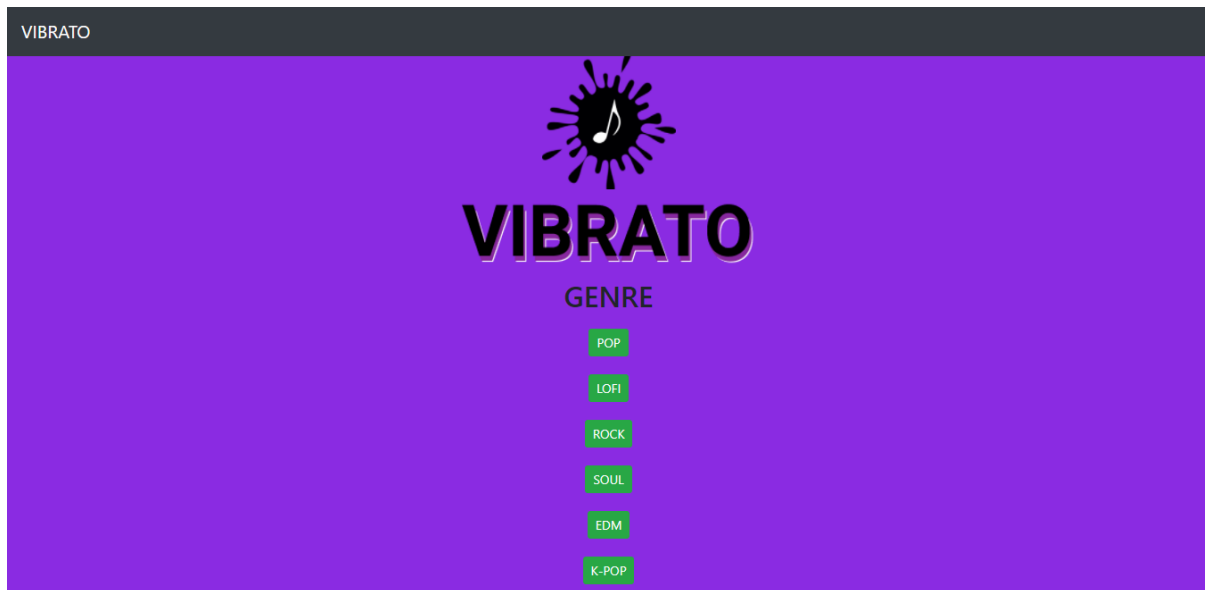 VIBRATO
VIBRATO
GENRE
POP
LOFI
ROCK
SOUL
EDM
K-POP